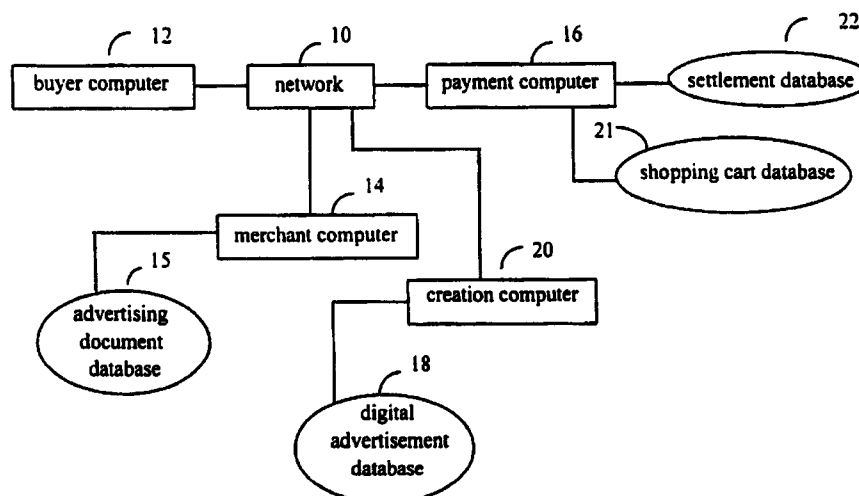 12
10
16
22
buyer computer
network
payment computer
settlement database
21
shopping cart database
14
merchant computer
15
advertising
document
database
20
creation computer
18
digital
advertisement
database